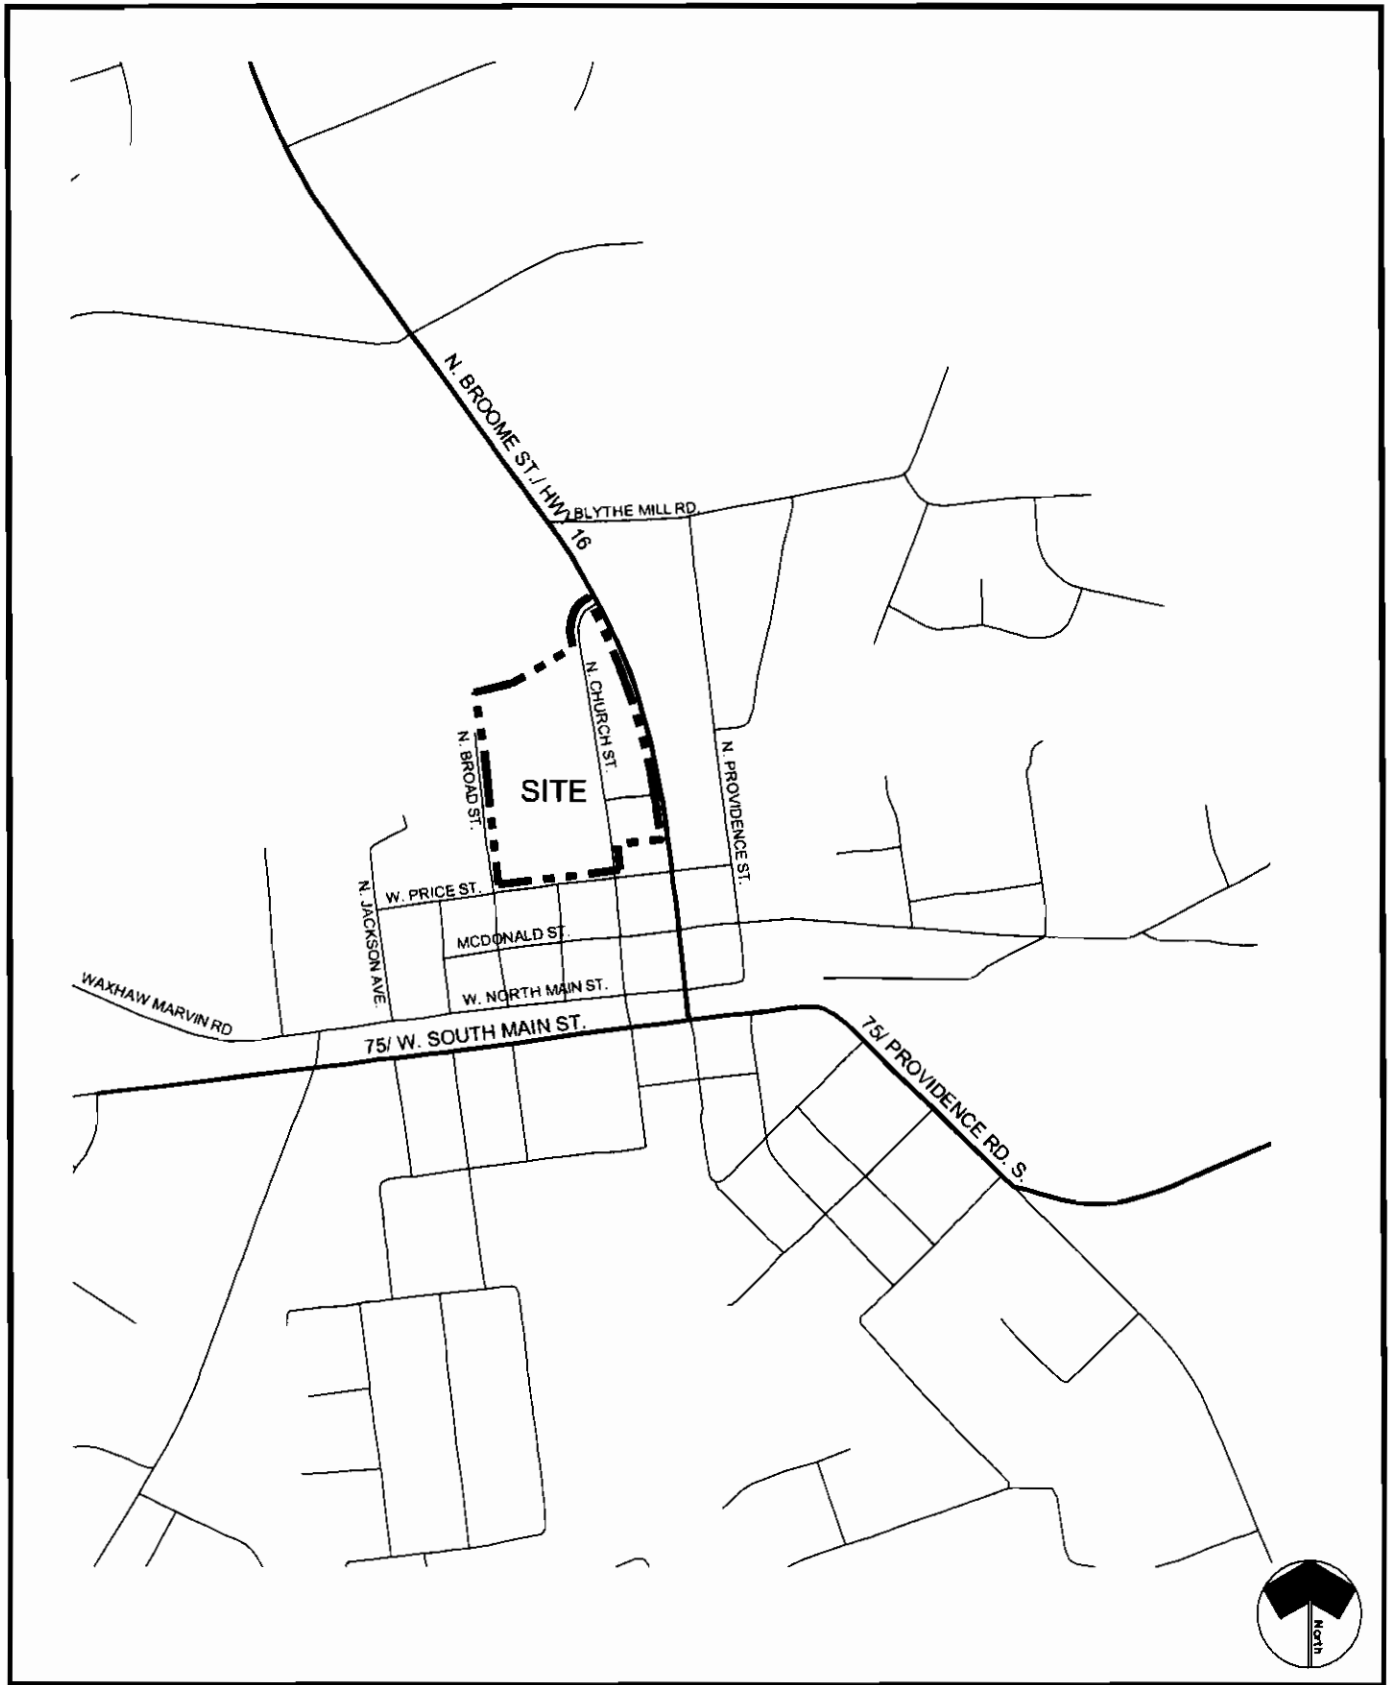 N. BROOME ST./ HWY 16
BLYTHE MILL RD.
N. CHURCH ST.
N. BROAD ST.
SITE
N. PROVIDENCE ST.
W. PRICE ST.
N. JACKSON AVE.
MCDONALD ST.
W. NORTH MAIN ST.
WAXHAW MARVIN RD
75/ W. SOUTH MAIN ST.
75/ PROVIDENCE RD. S.
North